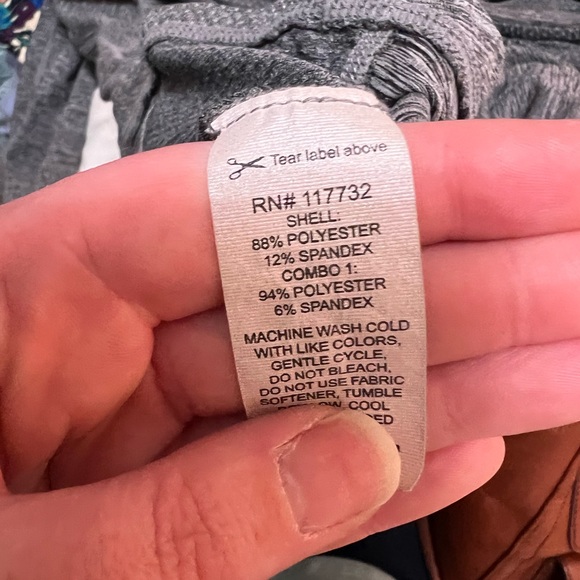 Tear label above
RN# 117732
SHELL:
88% POLYESTER
12% SPANDEX
COMBO 1:
94% POLYESTER
6% SPANDEX
MACHINE WASH COLD
WITH LIKE COLORS,
GENTLE CYCLE,
DO NOT BLEACH,
DO NOT USE FABRIC
SOFTENER, TUMBLE
COOL